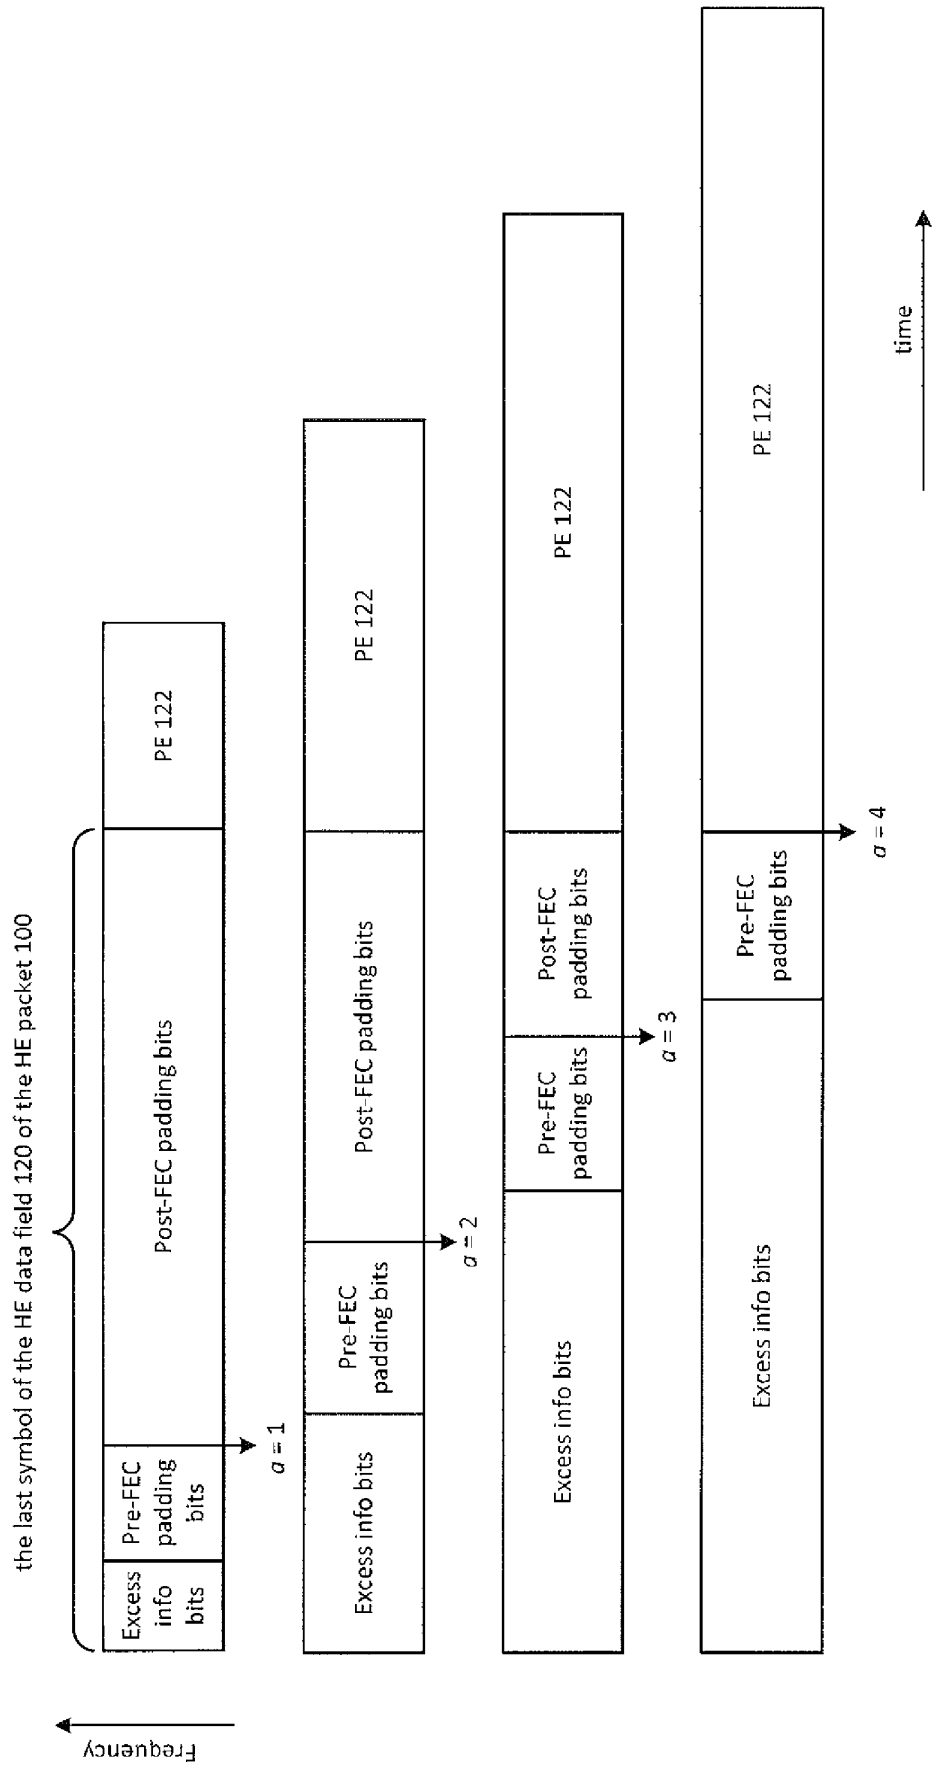 the last symbol of the HE data field 120 of the HE packet 100
Frequency
Excess
info
bits
Pre-FEC
padding
bits
Post-FEC padding bits
PE 122
a = 1
Excess info bits
Pre-FEC
padding bits
Post-FEC padding bits
PE 122
a = 2
Excess info bits
Pre-FEC
padding bits
Post-FEC
padding bits
PE 122
a = 3
Excess info bits
Pre-FEC
padding bits
PE 122
a = 4
time